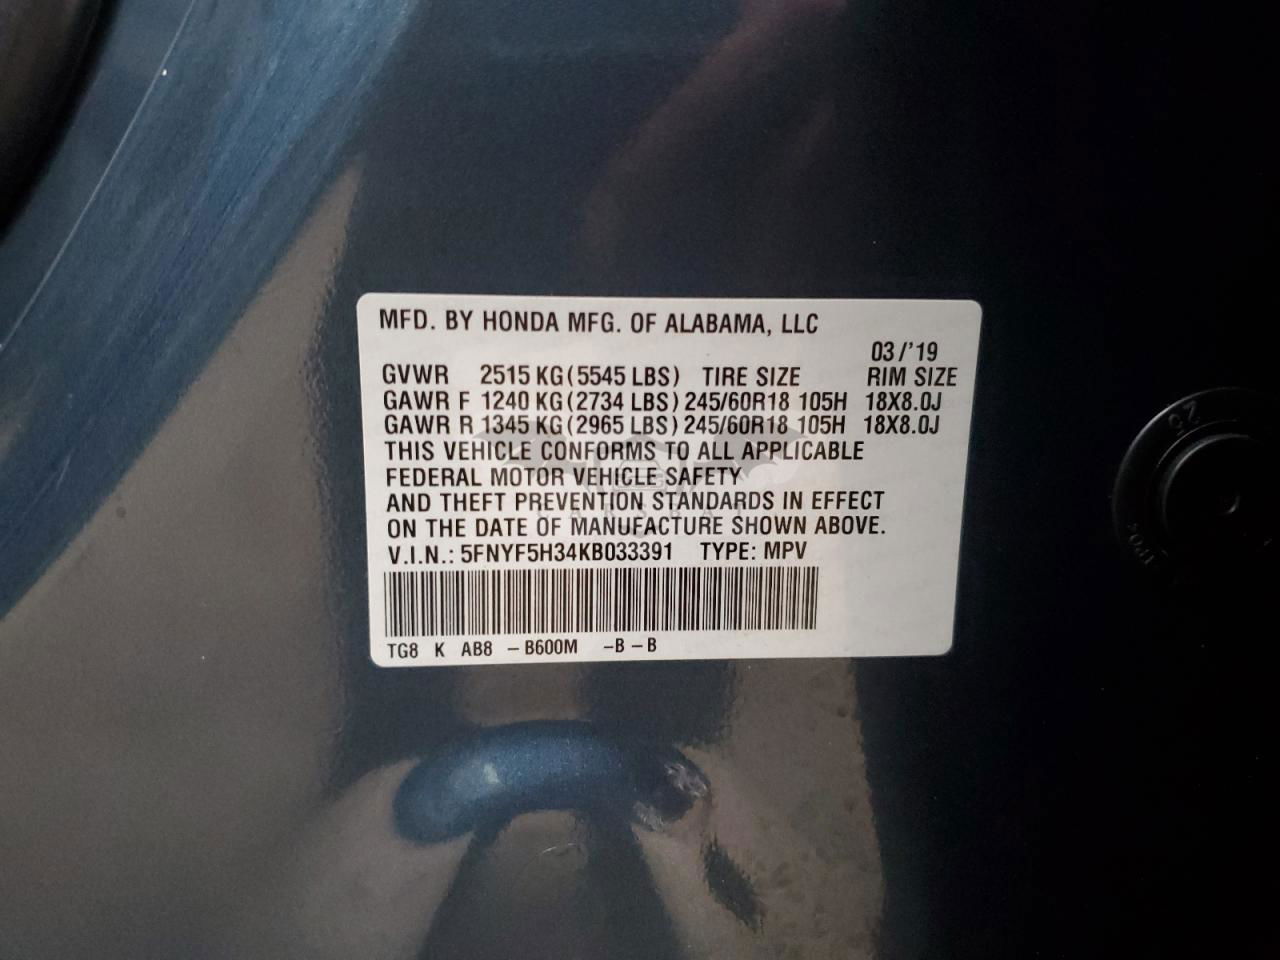 MFD. BY HONDA MFG. OF ALABAMA, LLC
03/'19
GVWR 2515 KG (5545 LBS) TIRE SIZE RIM SIZE
GAWR F 1240 KG (2734 LBS) 245/60R18 105H 18X8.0J
GAWR R 1345 KG (2965 LBS) 245/60R18 105H 18X8.0J
THIS VEHICLE CONFORMS TO ALL APPLICABLE
FEDERAL MOTOR VEHICLE SAFETY
AND THEFT PREVENTION STANDARDS IN EFFECT
ON THE DATE OF MANUFACTURE SHOWN ABOVE.
V.I.N.: 5FNYF5H34KB033391 TYPE: MPV
TG8 K AB8 – B600M –B – B